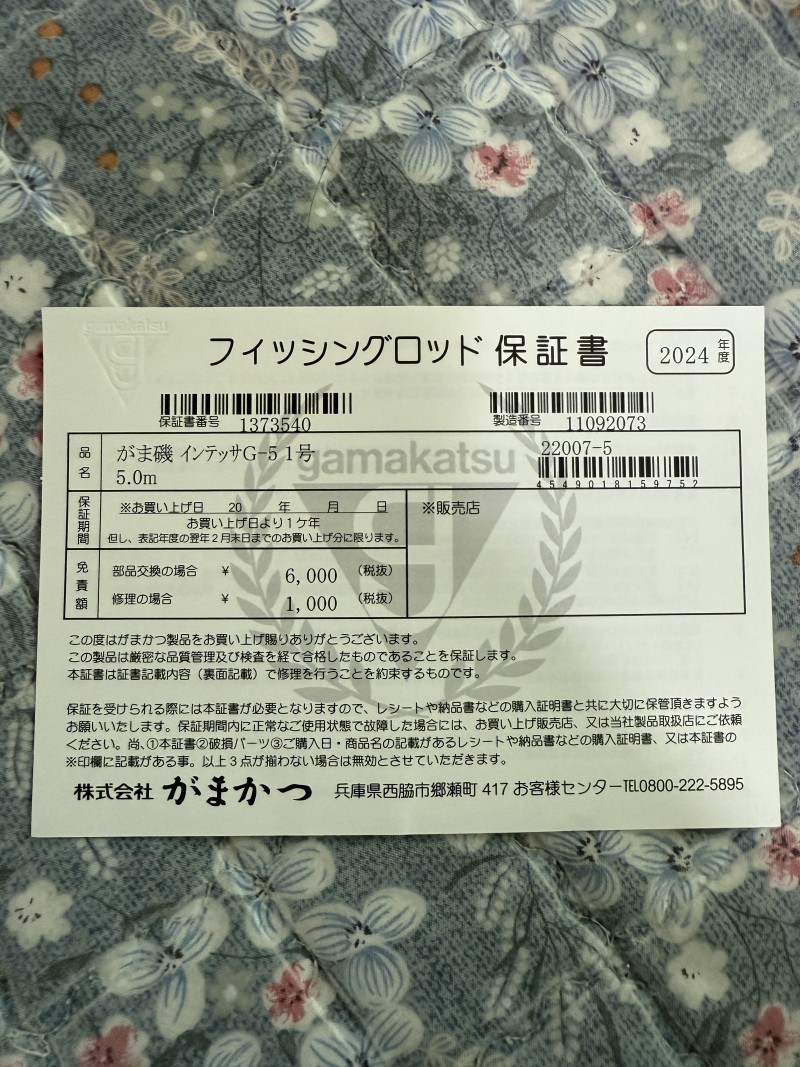 gamakatsu
フィッシングロッド 保証書
2024 年度
保証書番号 1373540
製造番号 11092073
gamakatsu
品名
がま磯 インテッサG-5 1号
5.0m
22007-5
4549018159752
保証期間
※お買い上げ日 20 年 月 日
お買い上げ日より1ケ年
但し、表記年度の翌年2月末日までのお買い上げ分に限ります。
※販売店
免責額
部品交換の場合 ¥ 6,000 (税抜)
修理の場合 ¥ 1,000 (税抜)
この度はがまかつ製品をお買い上げ賜りありがとうございます。
この製品は厳密な品質管理及び検査を経て合格したものであることを保証します。
本証書は証書記載内容（裏面記載）で修理を行うことを約束するものです。
保証を受けられる際には本証書が必要となりますので、レシートや納品書などの購入証明書と共に大切に保管頂きますよう
お願いいたします。保証期間内に正常なご使用状態で故障した場合には、お買い上げ販売店、又は当社製品取扱店にご依頼
ください。尚、①本証書②破損パーツ③ご購入日・商品名の記載があるレシートや納品書などの購入証明書、又は本証書の
※印欄に記載がある事。以上3点が揃わない場合は無効とさせていただきます。
株式会社 がまかつ 兵庫県西脇市郷瀬町 417 お客様センターTEL0800-222-5895